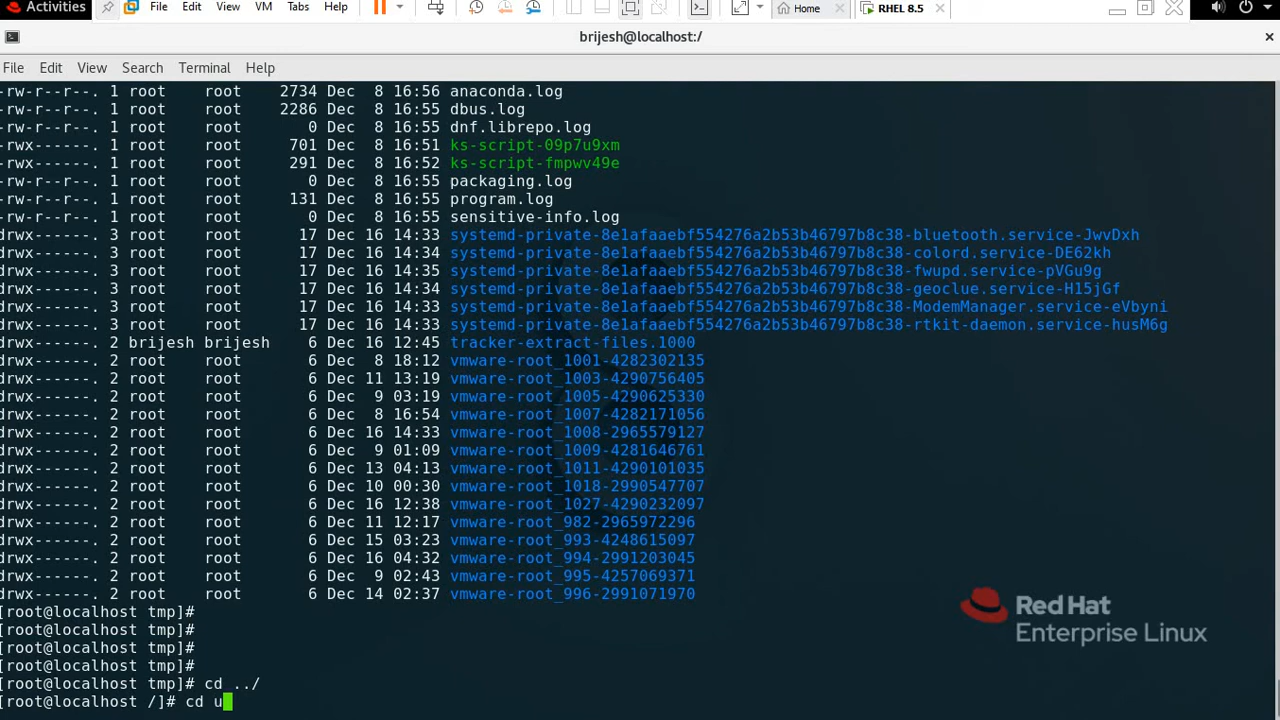 Activities File Edit View VM Tabs Help Home RHEL 8.5
brijesh@localhost:/
File Edit View Search Terminal Help
-rw-r--r--. 1 root root 2734 Dec 8 16:56 anaconda.log
-rw-r--r--. 1 root root 2286 Dec 8 16:55 dbus.log
-rw-r--r--. 1 root root 0 Dec 8 16:55 dnf.librepo.log
-rwx------. 1 root root 701 Dec 8 16:51 ks-script-09p7u9xm
-rwx------. 1 root root 291 Dec 8 16:52 ks-script-fmpwv49e
-rw-r--r--. 1 root root 0 Dec 8 16:55 packaging.log
-rw-r--r--. 1 root root 131 Dec 8 16:55 program.log
-rw-r--r--. 1 root root 0 Dec 8 16:55 sensitive-info.log
drwx------. 3 root root 17 Dec 16 14:33 systemd-private-8e1afaaebf554276a2b53b46797b8c38-bluetooth.service-JwvDxh
drwx------. 3 root root 17 Dec 16 14:34 systemd-private-8e1afaaebf554276a2b53b46797b8c38-colord.service-DE62kh
drwx------. 3 root root 17 Dec 16 14:35 systemd-private-8e1afaaebf554276a2b53b46797b8c38-fwupd.service-pVGu9g
drwx------. 3 root root 17 Dec 16 14:34 systemd-private-8e1afaaebf554276a2b53b46797b8c38-geoclue.service-H15jGf
drwx------. 3 root root 17 Dec 16 14:33 systemd-private-8e1afaaebf554276a2b53b46797b8c38-ModemManager.service-eVbyni
drwx------. 3 root root 17 Dec 16 14:33 systemd-private-8e1afaaebf554276a2b53b46797b8c38-rtkit-daemon.service-husM6g
drwx------. 2 brijesh brijesh 6 Dec 16 12:45 tracker-extract-files.1000
drwx------. 2 root root 6 Dec 8 18:12 vmware-root_1001-4282302135
drwx------. 2 root root 6 Dec 11 13:19 vmware-root_1003-4290756405
drwx------. 2 root root 6 Dec 9 03:19 vmware-root_1005-4290625330
drwx------. 2 root root 6 Dec 8 16:54 vmware-root_1007-4282171056
drwx------. 2 root root 6 Dec 16 14:33 vmware-root_1008-2965579127
drwx------. 2 root root 6 Dec 9 01:09 vmware-root_1009-4281646761
drwx------. 2 root root 6 Dec 13 04:13 vmware-root_1011-4290101035
drwx------. 2 root root 6 Dec 10 00:30 vmware-root_1018-2990547707
drwx------. 2 root root 6 Dec 16 12:38 vmware-root_1027-4290232097
drwx------. 2 root root 6 Dec 11 12:17 vmware-root_982-2965972296
drwx------. 2 root root 6 Dec 15 03:23 vmware-root_993-4248615097
drwx------. 2 root root 6 Dec 16 04:32 vmware-root_994-2991203045
drwx------. 2 root root 6 Dec 9 02:43 vmware-root_995-4257069371
drwx------. 2 root root 6 Dec 14 02:37 vmware-root_996-2991071970
[root@localhost tmp]#
[root@localhost tmp]#
[root@localhost tmp]#
[root@localhost tmp]#
[root@localhost tmp]# cd ../
[root@localhost /]# cd u
Red Hat
Enterprise Linux